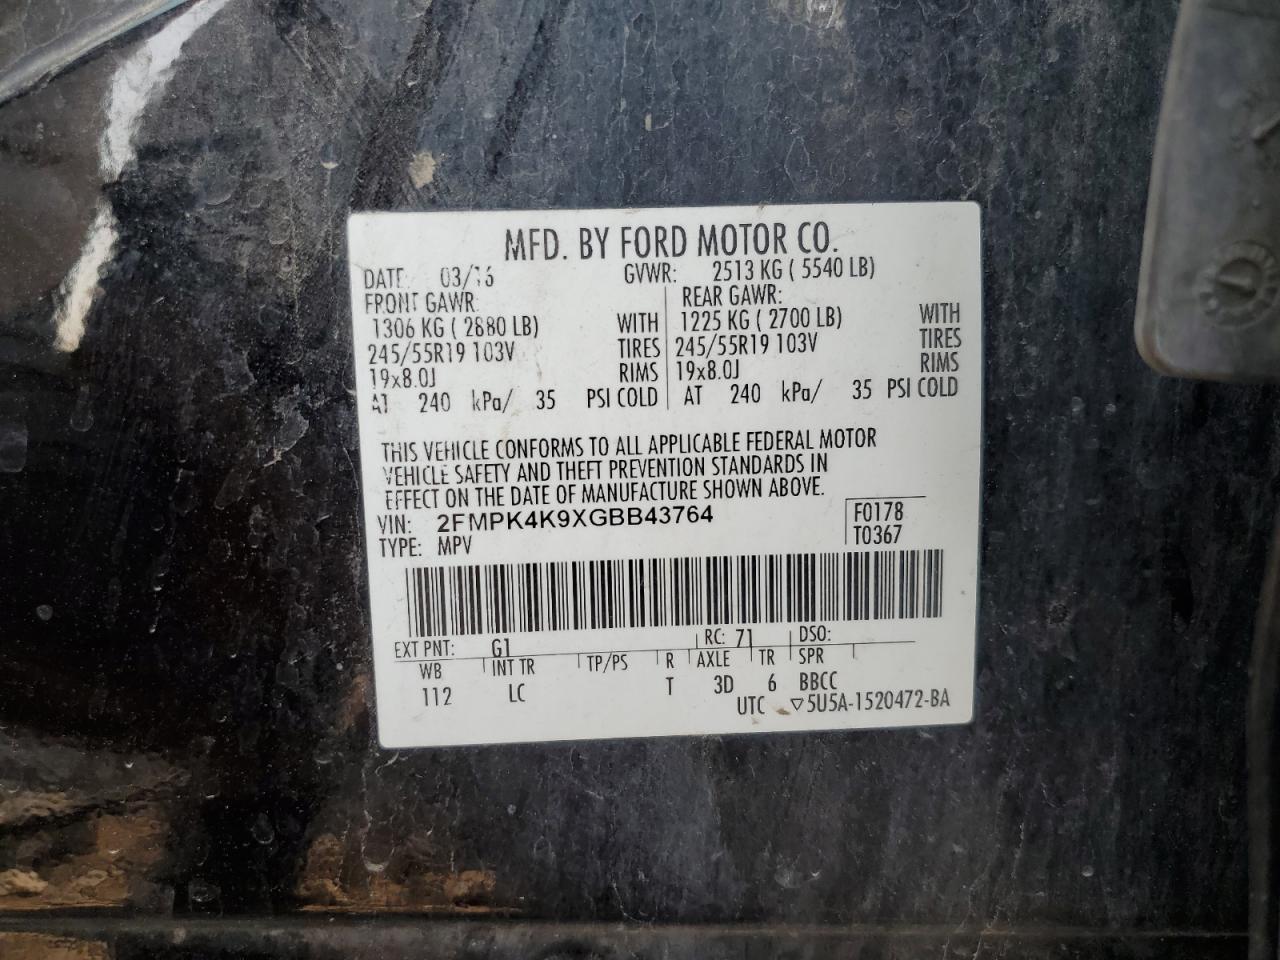 MFD. BY FORD MOTOR CO.
DATE: 03/16 GVWR: 2513 KG ( 5540 LB)
FRONT GAWR: REAR GAWR:
1306 KG ( 2880 LB) WITH 1225 KG ( 2700 LB) WITH
245/55R19 103V TIRES 245/55R19 103V TIRES
19x8.0J RIMS 19x8.0J RIMS
AT 240 kPa/ 35 PSI COLD AT 240 kPa/ 35 PSI COLD
THIS VEHICLE CONFORMS TO ALL APPLICABLE FEDERAL MOTOR
VEHICLE SAFETY AND THEFT PREVENTION STANDARDS IN
EFFECT ON THE DATE OF MANUFACTURE SHOWN ABOVE.
VIN: 2FMPK4K9XGBB43764 F0178
TYPE: MPV T0367
EXT PNT: G1 RC: 71 DSO:
WB INT TR TP/PS R AXLE TR SPR
112 LC T 3D 6 BBCC
UTC ▽5U5A-1520472-BA